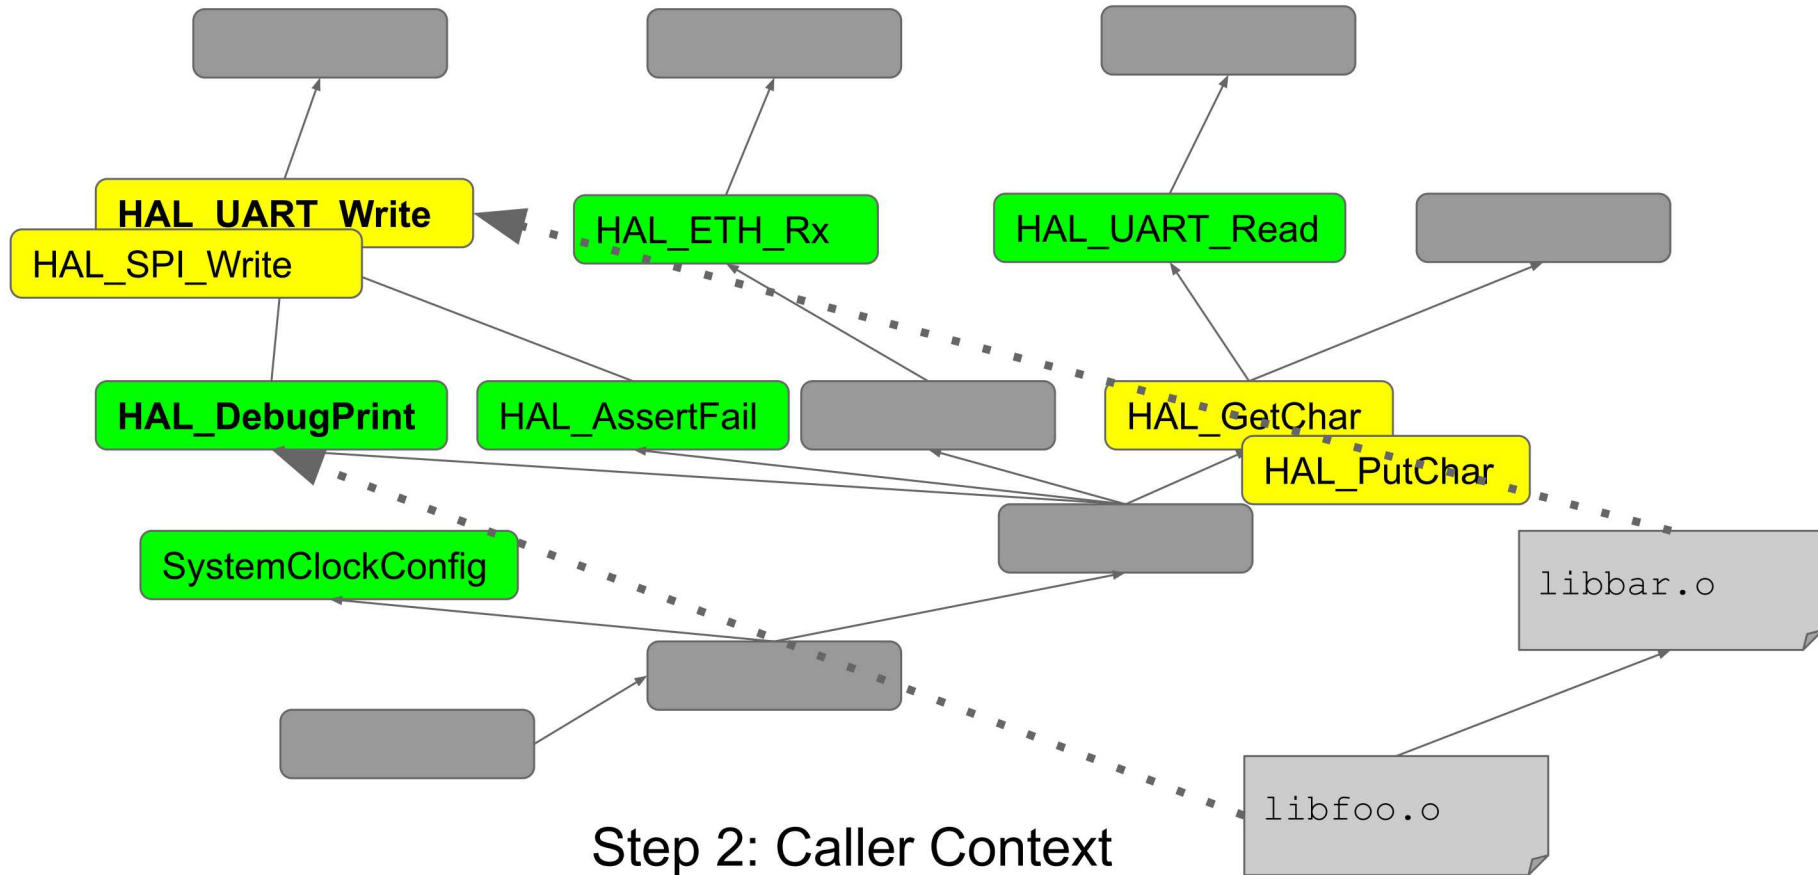 HAL_UART_Write
HAL_SPI_Write
HAL_ETH_Rx
HAL_UART_Read
HAL_DebugPrint
HAL_AssertFail
HAL_GetChar
HAL_PutChar
SystemClockConfig
libbar.o
libfoo.o
Step 2: Caller Context